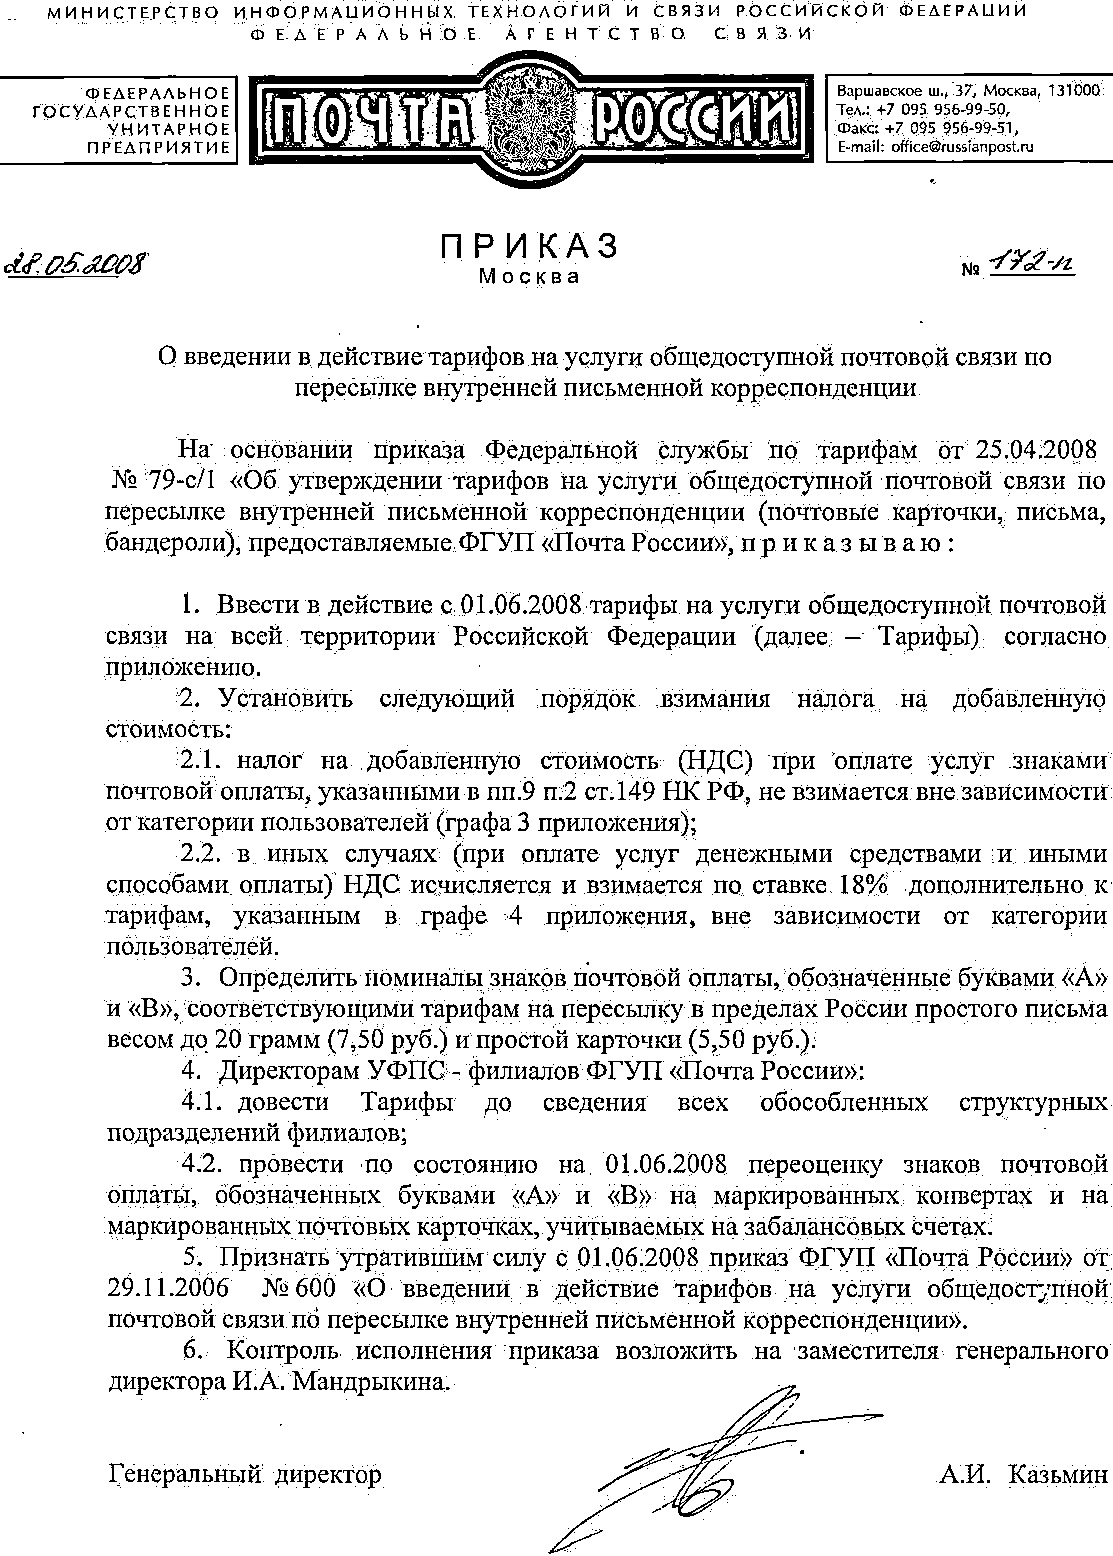 МИНИСТЕРСТВО ИНФОРМАЦИОННЫХ ТЕХНОЛОГИЙ И СВЯЗИ РОССИЙСКОЙ ФЕДЕРАЦИИ
ФЕДЕРАЛЬНОЕ АГЕНТСТВО СВЯЗИ
ФЕДЕРАЛЬНОЕ
ГОСУДАРСТВЕННОЕ
УНИТАРНОЕ
ПРЕДПРИЯТИЕ
ПОЧТА РОССИИ
Варшавское ш., 37, Москва, 131000
Тел.: +7 095 956-99-50,
Факс: +7 095 956-99-51,
E-mail: office@russianpost.ru
ПРИКАЗ
Москва
28.05.2008
№ 172-п
О введении в действие тарифов на услуги общедоступной почтовой связи по
пересылке внутренней письменной корреспонденции
На основании приказа Федеральной службы по тарифам от 25.04.2008
№ 79-с/1 «Об утверждении тарифов на услуги общедоступной почтовой связи по
пересылке внутренней письменной корреспонденции (почтовые карточки, письма,
бандероли), предоставляемые ФГУП «Почта России», п р и к а з ы в а ю :
1. Ввести в действие с 01.06.2008 тарифы на услуги общедоступной почтовой
связи на всей территории Российской Федерации (далее – Тарифы) согласно
приложению.
2. Установить следующий порядок взимания налога на добавленную
стоимость:
2.1. налог на добавленную стоимость (НДС) при оплате услуг знаками
почтовой оплаты, указанными в пп.9 п.2 ст.149 НК РФ, не взимается вне зависимости
от категории пользователей (графа 3 приложения);
2.2. в иных случаях (при оплате услуг денежными средствами и иными
способами оплаты) НДС исчисляется и взимается по ставке 18% дополнительно к
тарифам, указанным в графе 4 приложения, вне зависимости от категории
пользователей.
3. Определить номиналы знаков почтовой оплаты, обозначенные буквами «А»
и «В», соответствующими тарифам на пересылку в пределах России простого письма
весом до 20 грамм (7,50 руб.) и простой карточки (5,50 руб.).
4. Директорам УФПС - филиалов ФГУП «Почта России»:
4.1. довести Тарифы до сведения всех обособленных структурных
подразделений филиалов;
4.2. провести по состоянию на 01.06.2008 переоценку знаков почтовой
оплаты, обозначенных буквами «А» и «В» на маркированных конвертах и на
маркированных почтовых карточках, учитываемых на забалансовых счетах.
5. Признать утратившим силу с 01.06.2008 приказ ФГУП «Почта России» от
29.11.2006 № 600 «О введении в действие тарифов на услуги общедоступной
почтовой связи по пересылке внутренней письменной корреспонденции».
6. Контроль исполнения приказа возложить на заместителя генерального
директора И.А. Мандрыкина.
Генеральный директор
А.И. Казьмин